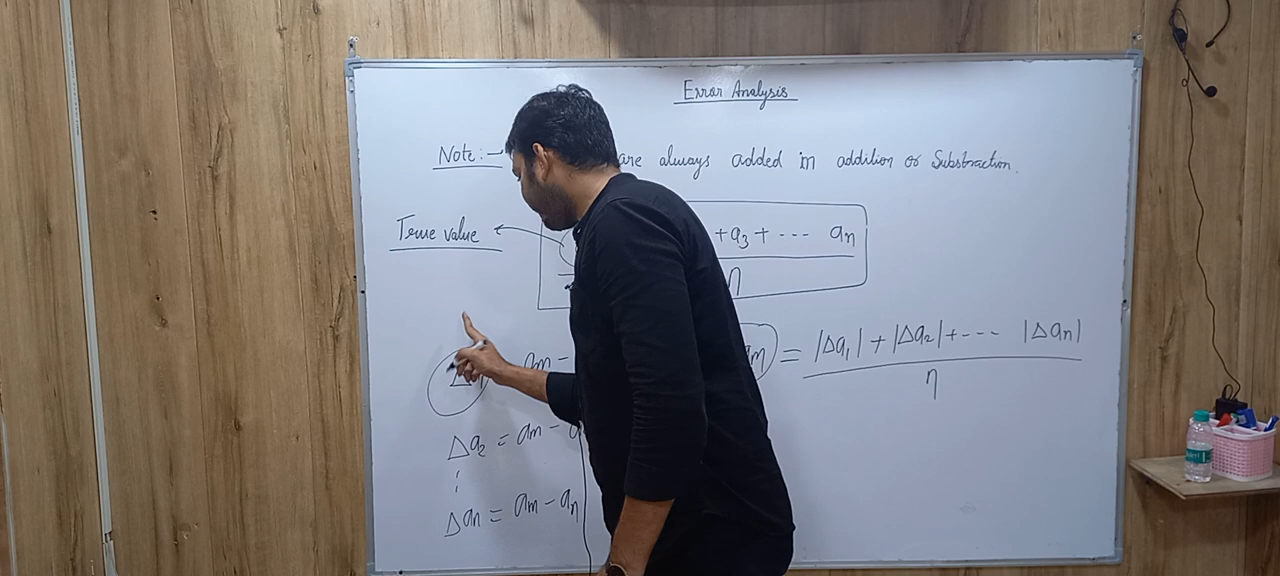 Error Analysis
Note:- are always added in addition or Substraction.
True value + a3 + --- an
n
am - am = |Δa1| + |Δa2| + --- |Δan|
n
Δa2 = am -
Δan = am - an